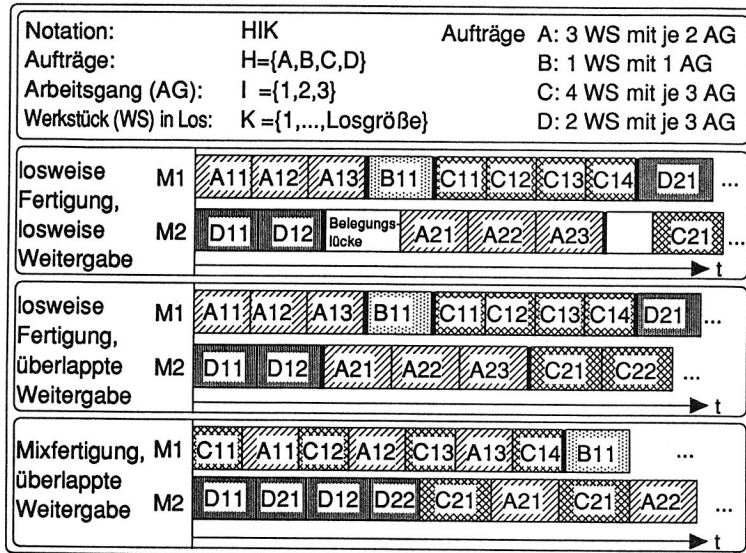 Notation: HIK Aufträge A: 3 WS mit je 2 AG
Aufträge: H={A,B,C,D} B: 1 WS mit 1 AG
Arbeitsgang (AG): I ={1,2,3} C: 4 WS mit je 3 AG
Werkstück (WS) in Los: K ={1,...,Losgröße} D: 2 WS mit je 3 AG
losweise
Fertigung,
losweise
Weitergabe
M1 A11 A12 A13 B11 C11 C12 C13 C14 D21 ...
M2 D11 D12 Belegungs-
lücke A21 A22 A23 C21 ...
t
losweise
Fertigung,
überlappte
Weitergabe
M1 A11 A12 A13 B11 C11 C12 C13 C14 D21 ...
M2 D11 D12 A21 A22 A23 C21 C22 ...
t
Mixfertigung,
überlappte
Weitergabe
M1 C11 A11 C12 A12 C13 A13 C14 B11 ...
M2 D11 D21 D12 D22 C21 A21 C21 A22 ...
t